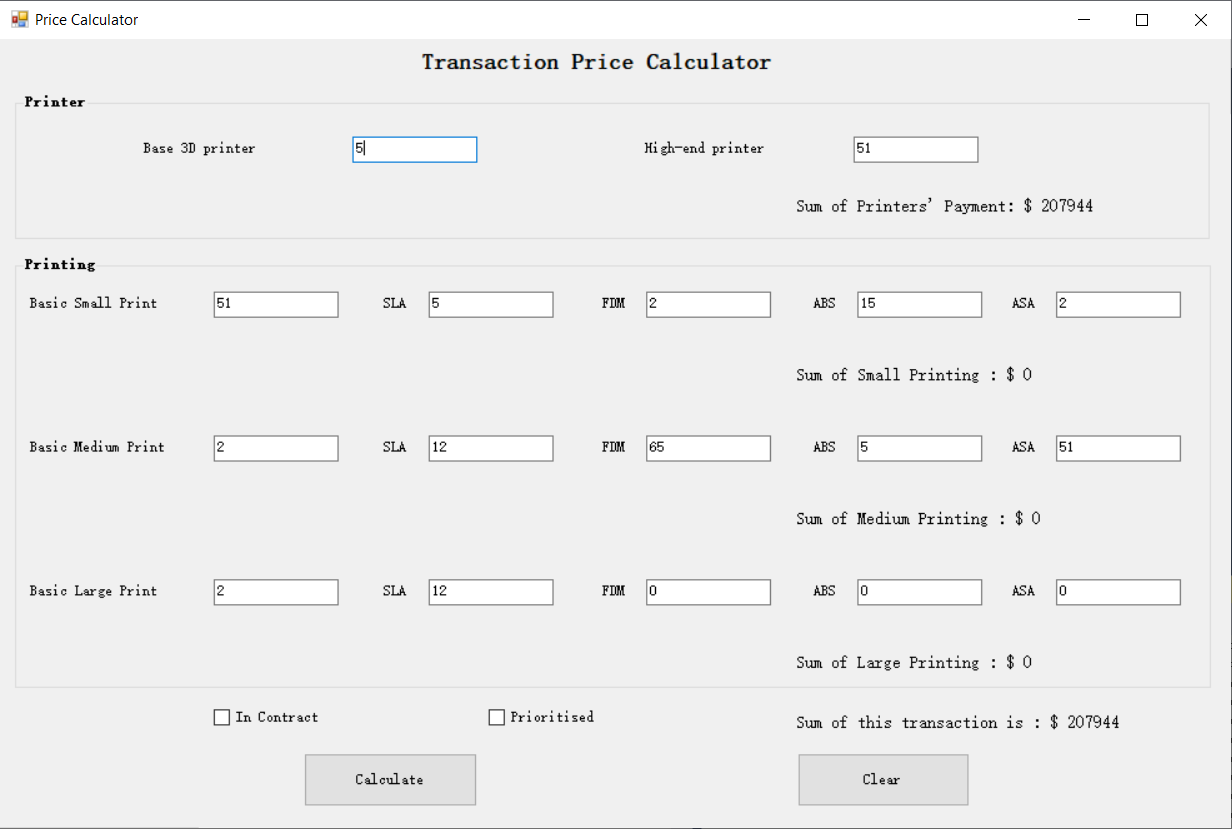 Price Calculator
Transaction Price Calculator
Printer
Base 3D printer 5 High-end printer 51
Sum of Printers' Payment: $ 207944
Printing
Basic Small Print 51 SLA 5 FDM 2 ABS 15 ASA 2
Sum of Small Printing : $ 0
Basic Medium Print 2 SLA 12 FDM 65 ABS 5 ASA 51
Sum of Medium Printing : $ 0
Basic Large Print 2 SLA 12 FDM 0 ABS 0 ASA 0
Sum of Large Printing : $ 0
In Contract Prioritised Sum of this transaction is : $ 207944
Calculate Clear